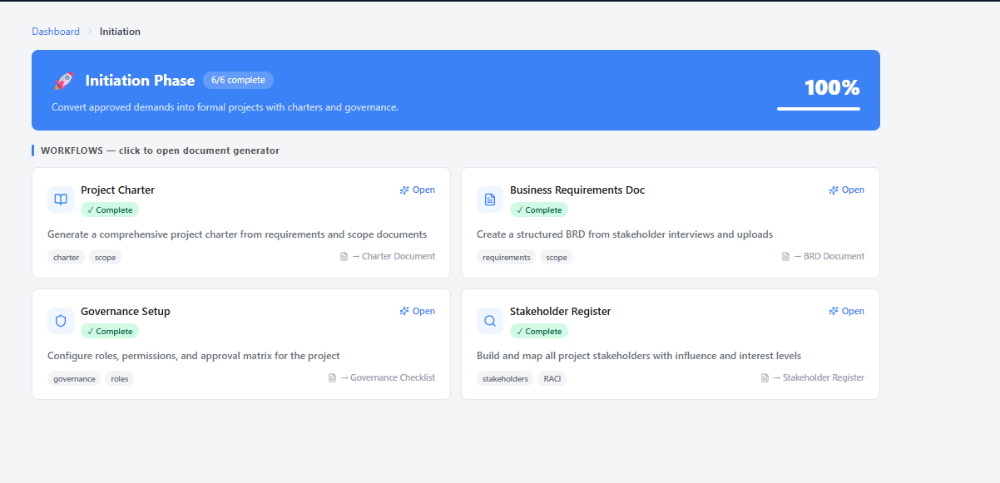 Dashboard > Initiation
Initiation Phase 6/6 complete
100%
Convert approved demands into formal projects with charters and governance.
WORKFLOWS — click to open document generator
Project Charter
Open
✓ Complete
Generate a comprehensive project charter from requirements and scope documents
charter scope
→ Charter Document
Business Requirements Doc
Open
✓ Complete
Create a structured BRD from stakeholder interviews and uploads
requirements scope
→ BRD Document
Governance Setup
Open
✓ Complete
Configure roles, permissions, and approval matrix for the project
governance roles
→ Governance Checklist
Stakeholder Register
Open
✓ Complete
Build and map all project stakeholders with influence and interest levels
stakeholders RACI
→ Stakeholder Register